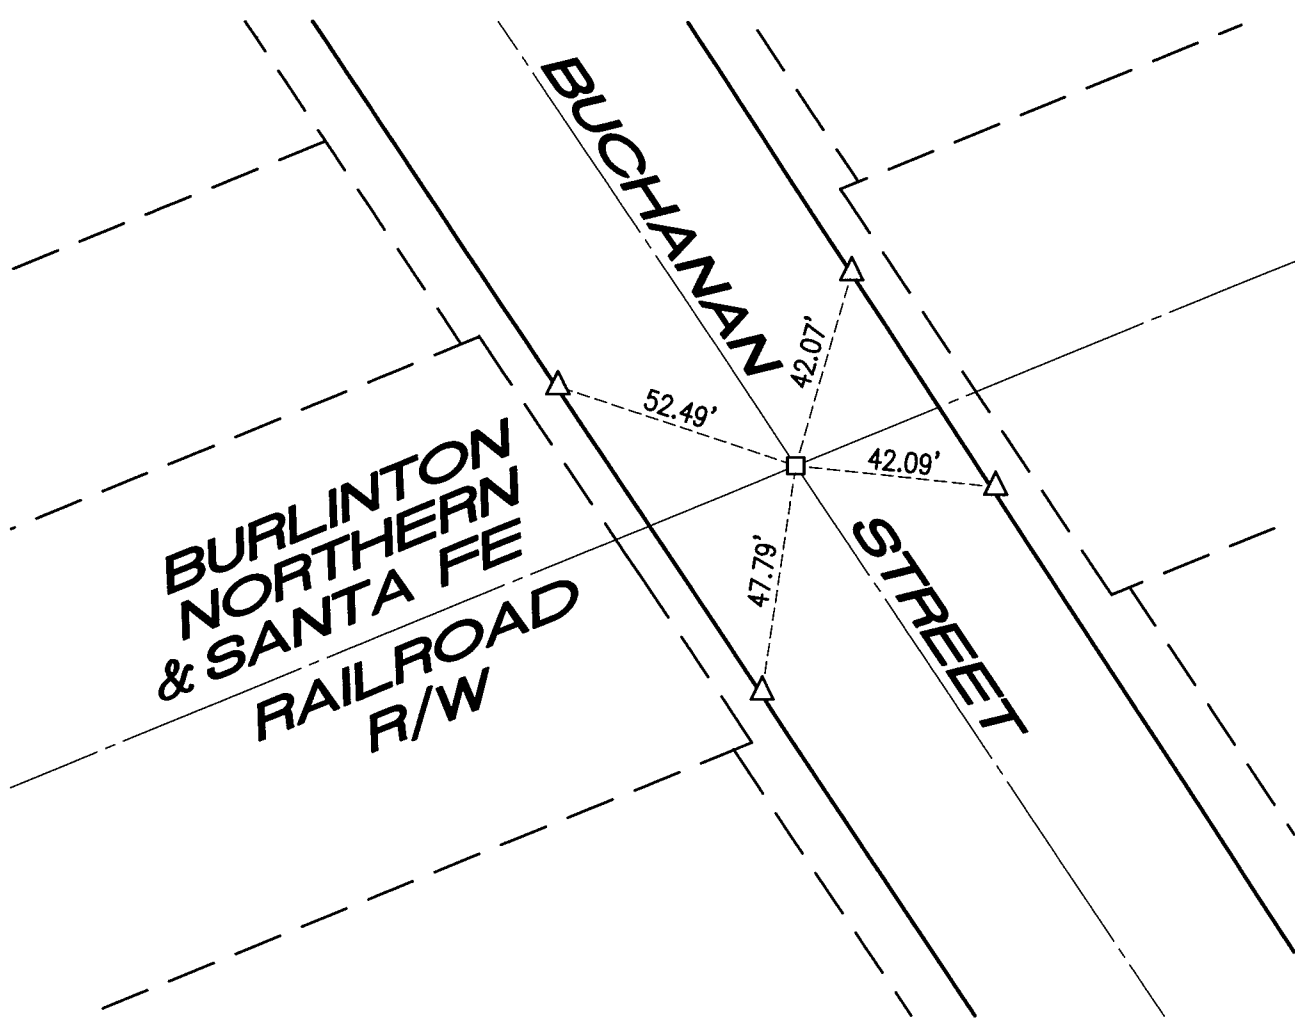 BUCHANAN
STREET
42.07'
52.49'
42.09'
47.79'
BURLINTON
NORTHERN
& SANTA FE
RAILROAD
R/W